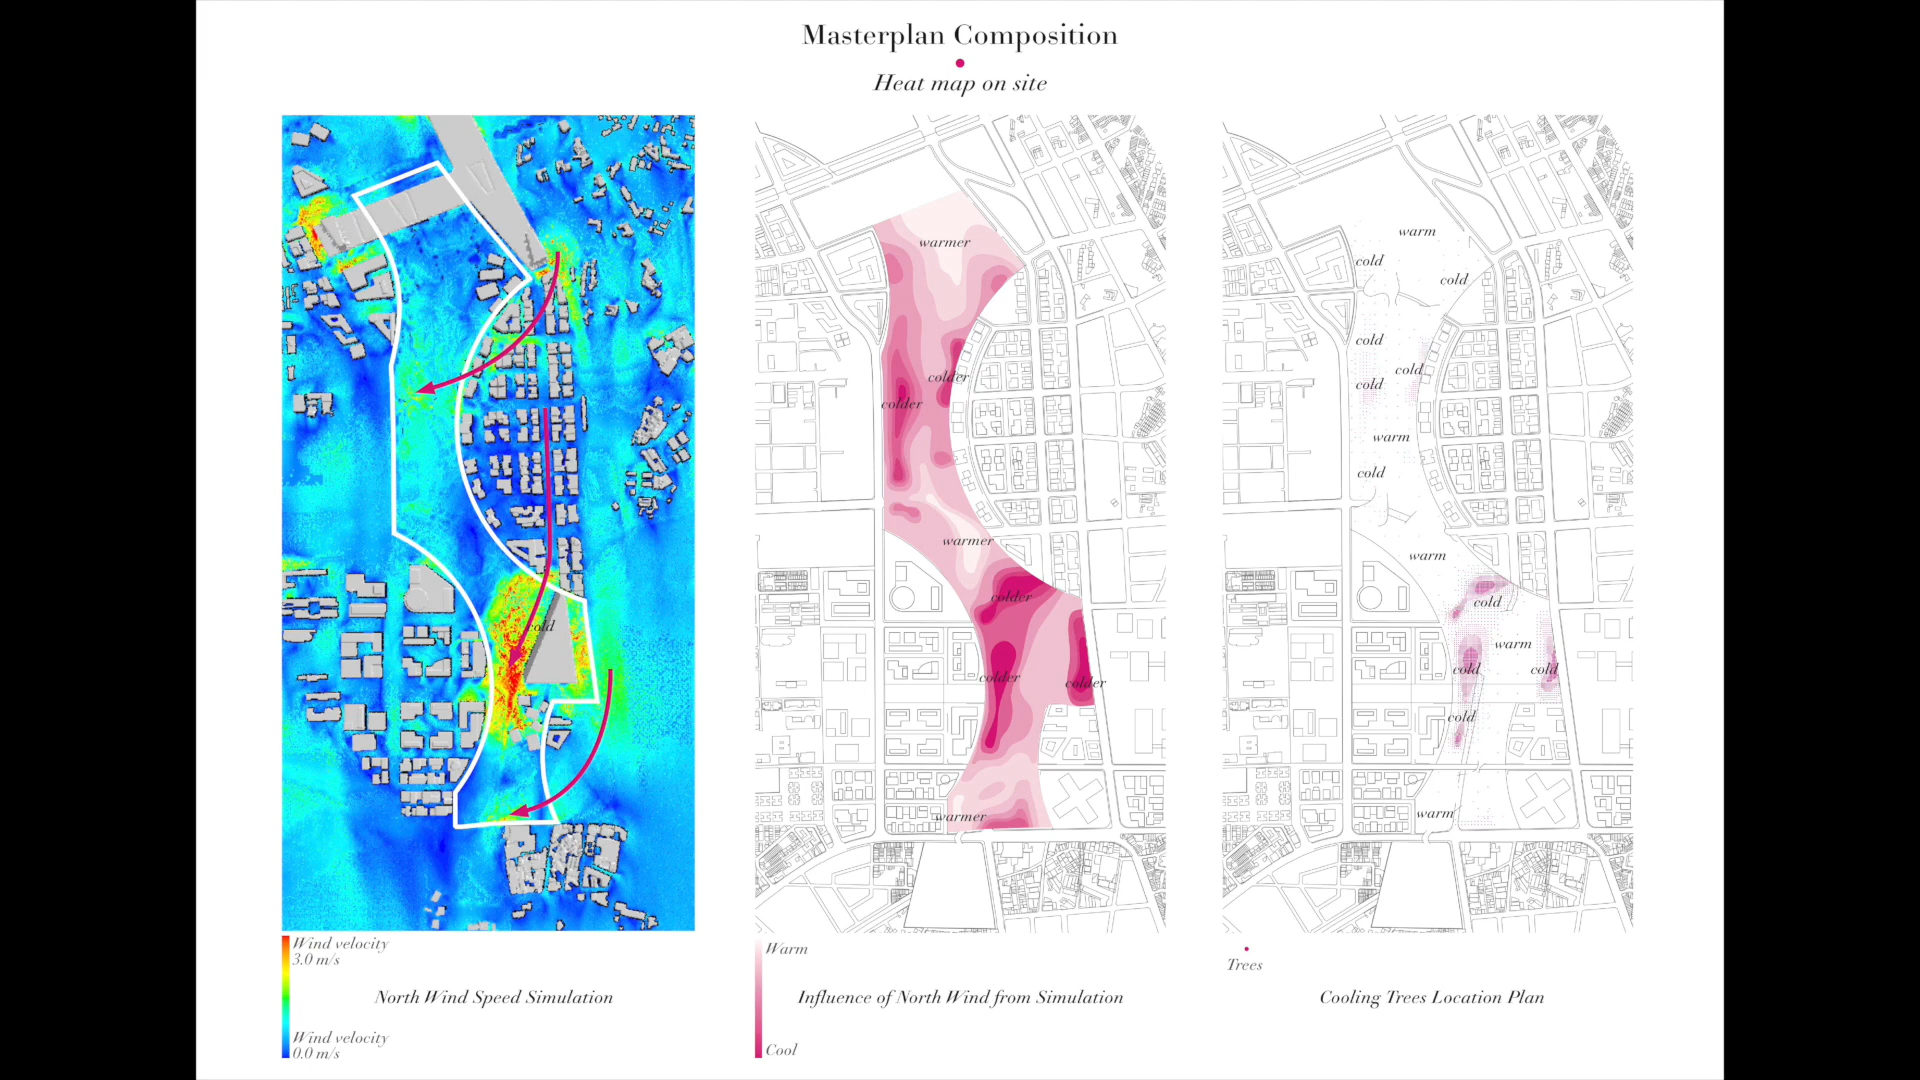 Masterplan Composition
Heat map on site
cold
Wind velocity
3.0 m/s
Wind velocity
0.0 m/s
North Wind Speed Simulation
warmer
colder
colder
warmer
colder
colder
colder
warmer
Warm
Cool
Influence of North Wind from Simulation
warm
cold
cold
cold
cold
cold
warm
cold
warm
cold
warm
cold
cold
cold
warm
Trees
Cooling Trees Location Plan